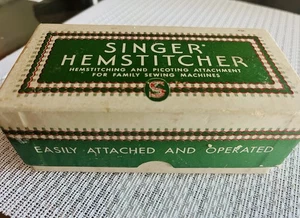 SINGER
HEMSTITCHER
HEMSTITCHING AND PICOTING ATTACHMENT
FOR FAMILY SEWING MACHINES
S
EASILY ATTACHED AND OPERATED